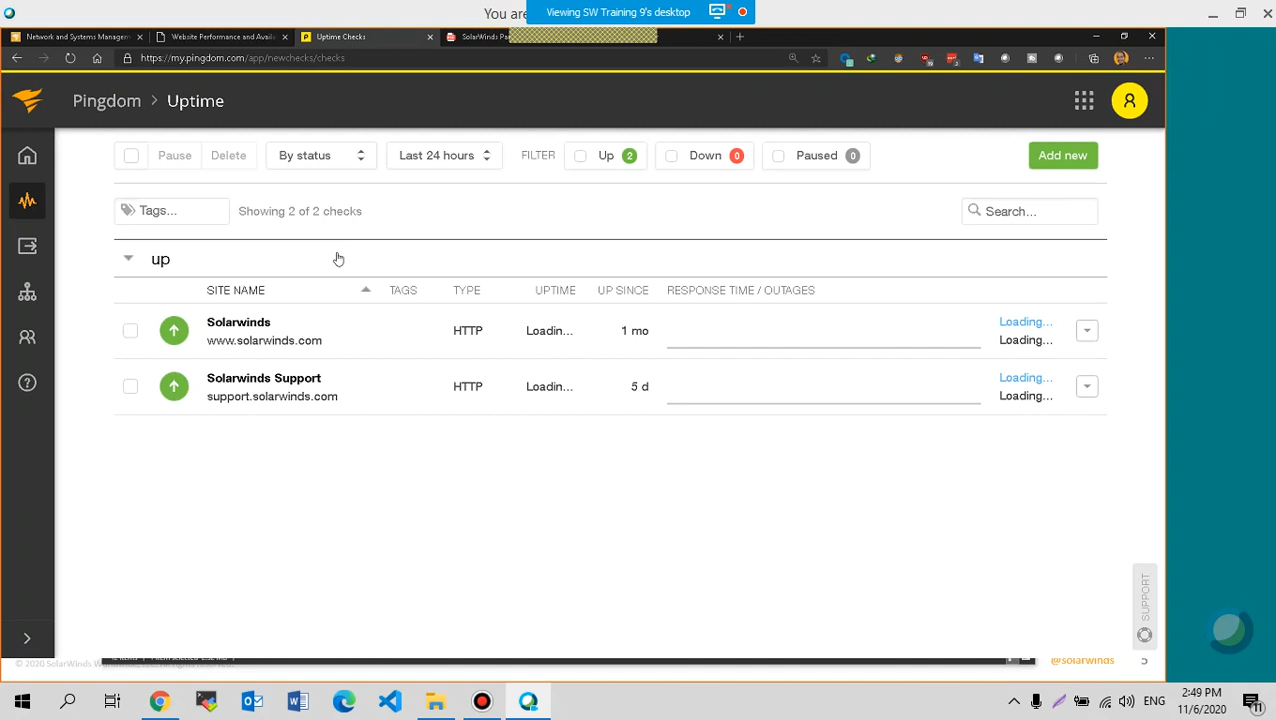 You are
Viewing SW Training 9's desktop
Network and Systems Managem
Website Performance and Availa
Uptime Checks
SolarWinds Pa
https://my.pingdom.com/app/newchecks/checks
Pingdom > Uptime
Pause
Delete
By status
Last 24 hours
FILTER
Up 2
Down 0
Paused 0
Add new
Tags...
Showing 2 of 2 checks
Search...
up
SITE NAME TAGS TYPE UPTIME UP SINCE RESPONSE TIME / OUTAGES
Solarwinds
www.solarwinds.com
HTTP
Loadin...
1 mo
Loading...
Loading...
Solarwinds Support
support.solarwinds.com
HTTP
Loadin...
5 d
Loading...
Loading...
SUPPORT
@solarwinds
ENG
2:49 PM
11/6/2020